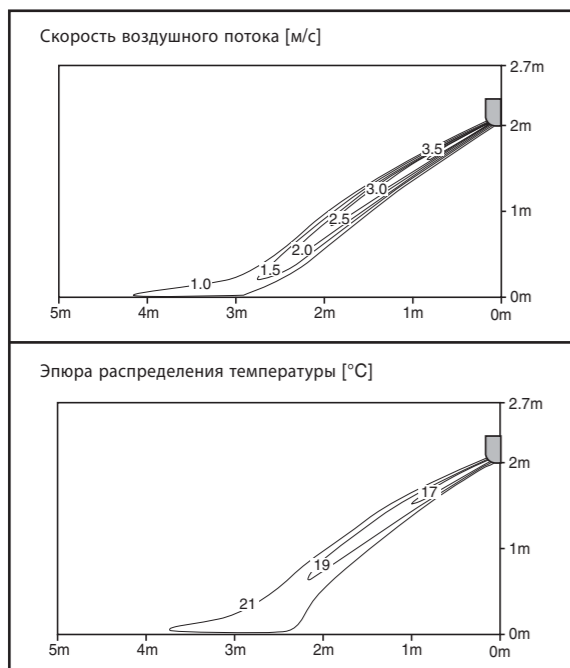 Скорость воздушного потока [м/с]
2.7m
2m
3.5
3.0
1m
2.5
2.0
1.5
1.0
0m
5m 4m 3m 2m 1m 0m
Эпюра распределения температуры [°C]
2.7m
2m
17
1m
19
21
0m
5m 4m 3m 2m 1m 0m